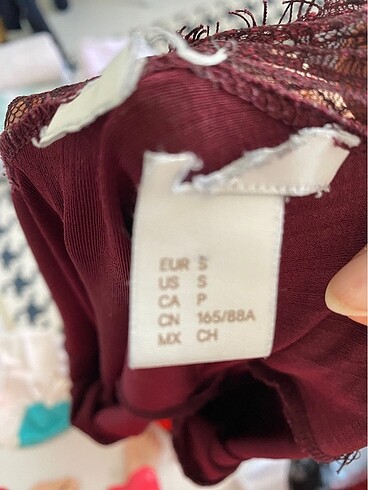 EUR S
US S
CA P
CN 165/88A
MX CH